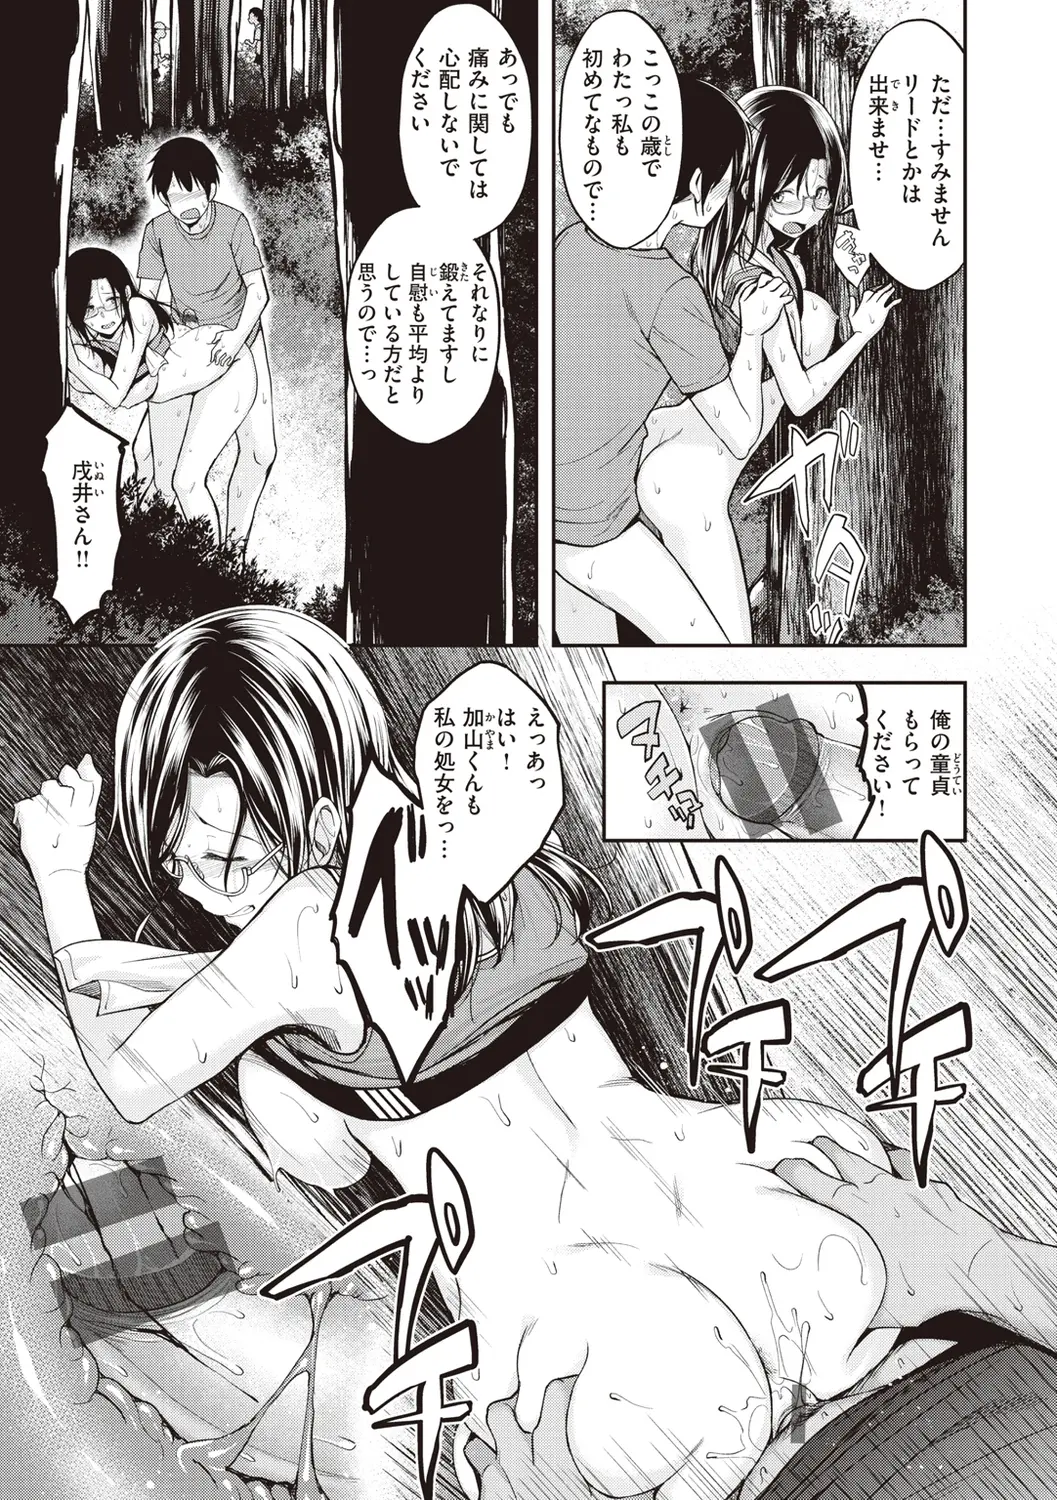 ただ…すみません
リードとかは
出来ませ…
こっこの歳で
わたっ私も
初めてなもので…
あっでも
痛みに関しては
心配しないで
ください
それなりに
鍛えてますし
自慰も平均より
している方だと
思うので…っ
戌井さん!!
俺の童貞
もらって
ください!
えっあっ
はい!
加山くんも
私の処女をっ…
ガタ
プチ
プチ
プチ